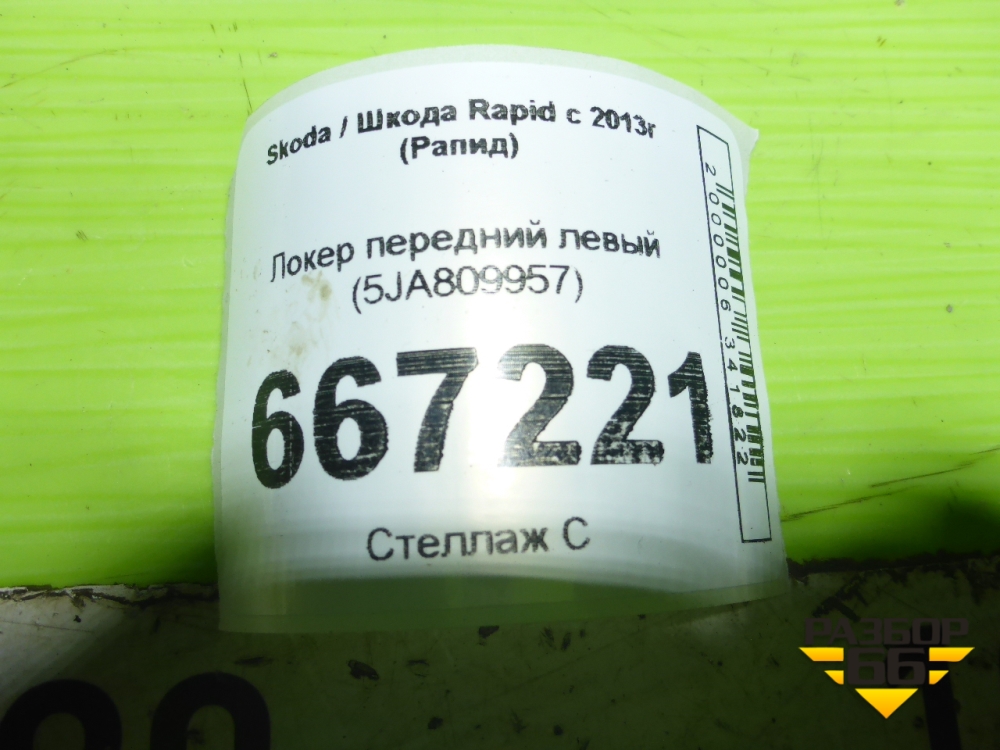 Skoda / Шкода Rapid с 2013г
(Рапид)
Локер передний левый
(5JA809957)
667221
Стеллаж С
2000006341822
РАЗБОР
66